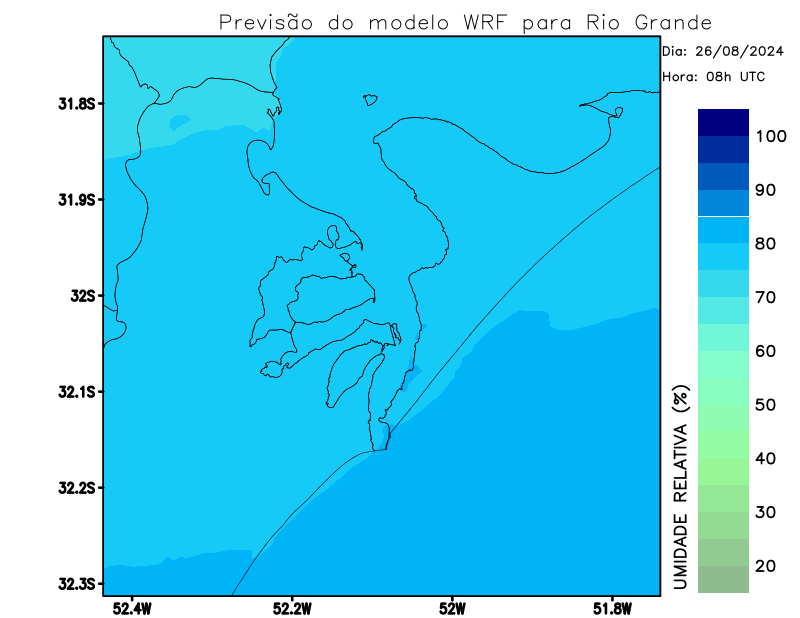 Previsão do modelo WRF para Rio Grande
Dia: 26/08/2024
Hora: 08h UTC
31.8S
31.9S
32S
32.1S
32.2S
32.3S
52.4W
52.2W
52W
51.8W
UMIDADE RELATIVA (%)
100
90
80
70
60
50
40
30
20